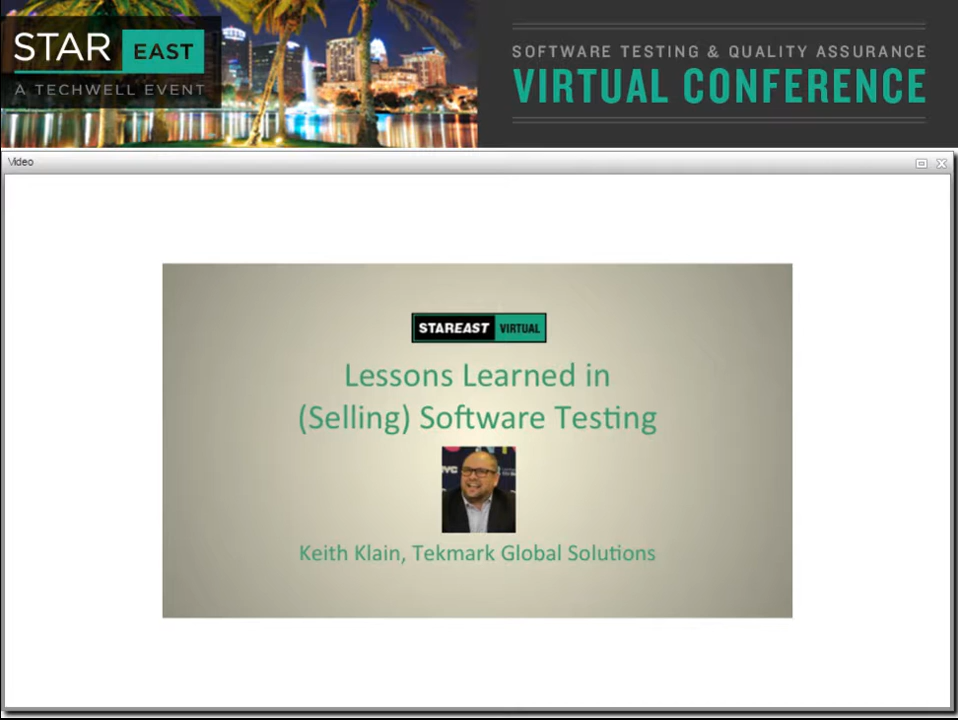 STAR EAST
A TECHWELL EVENT
SOFTWARE TESTING & QUALITY ASSURANCE
VIRTUAL CONFERENCE
Video
STAREAST VIRTUAL
Lessons Learned in
(Selling) Software Testing
NYC
Keith Klain, Tekmark Global Solutions